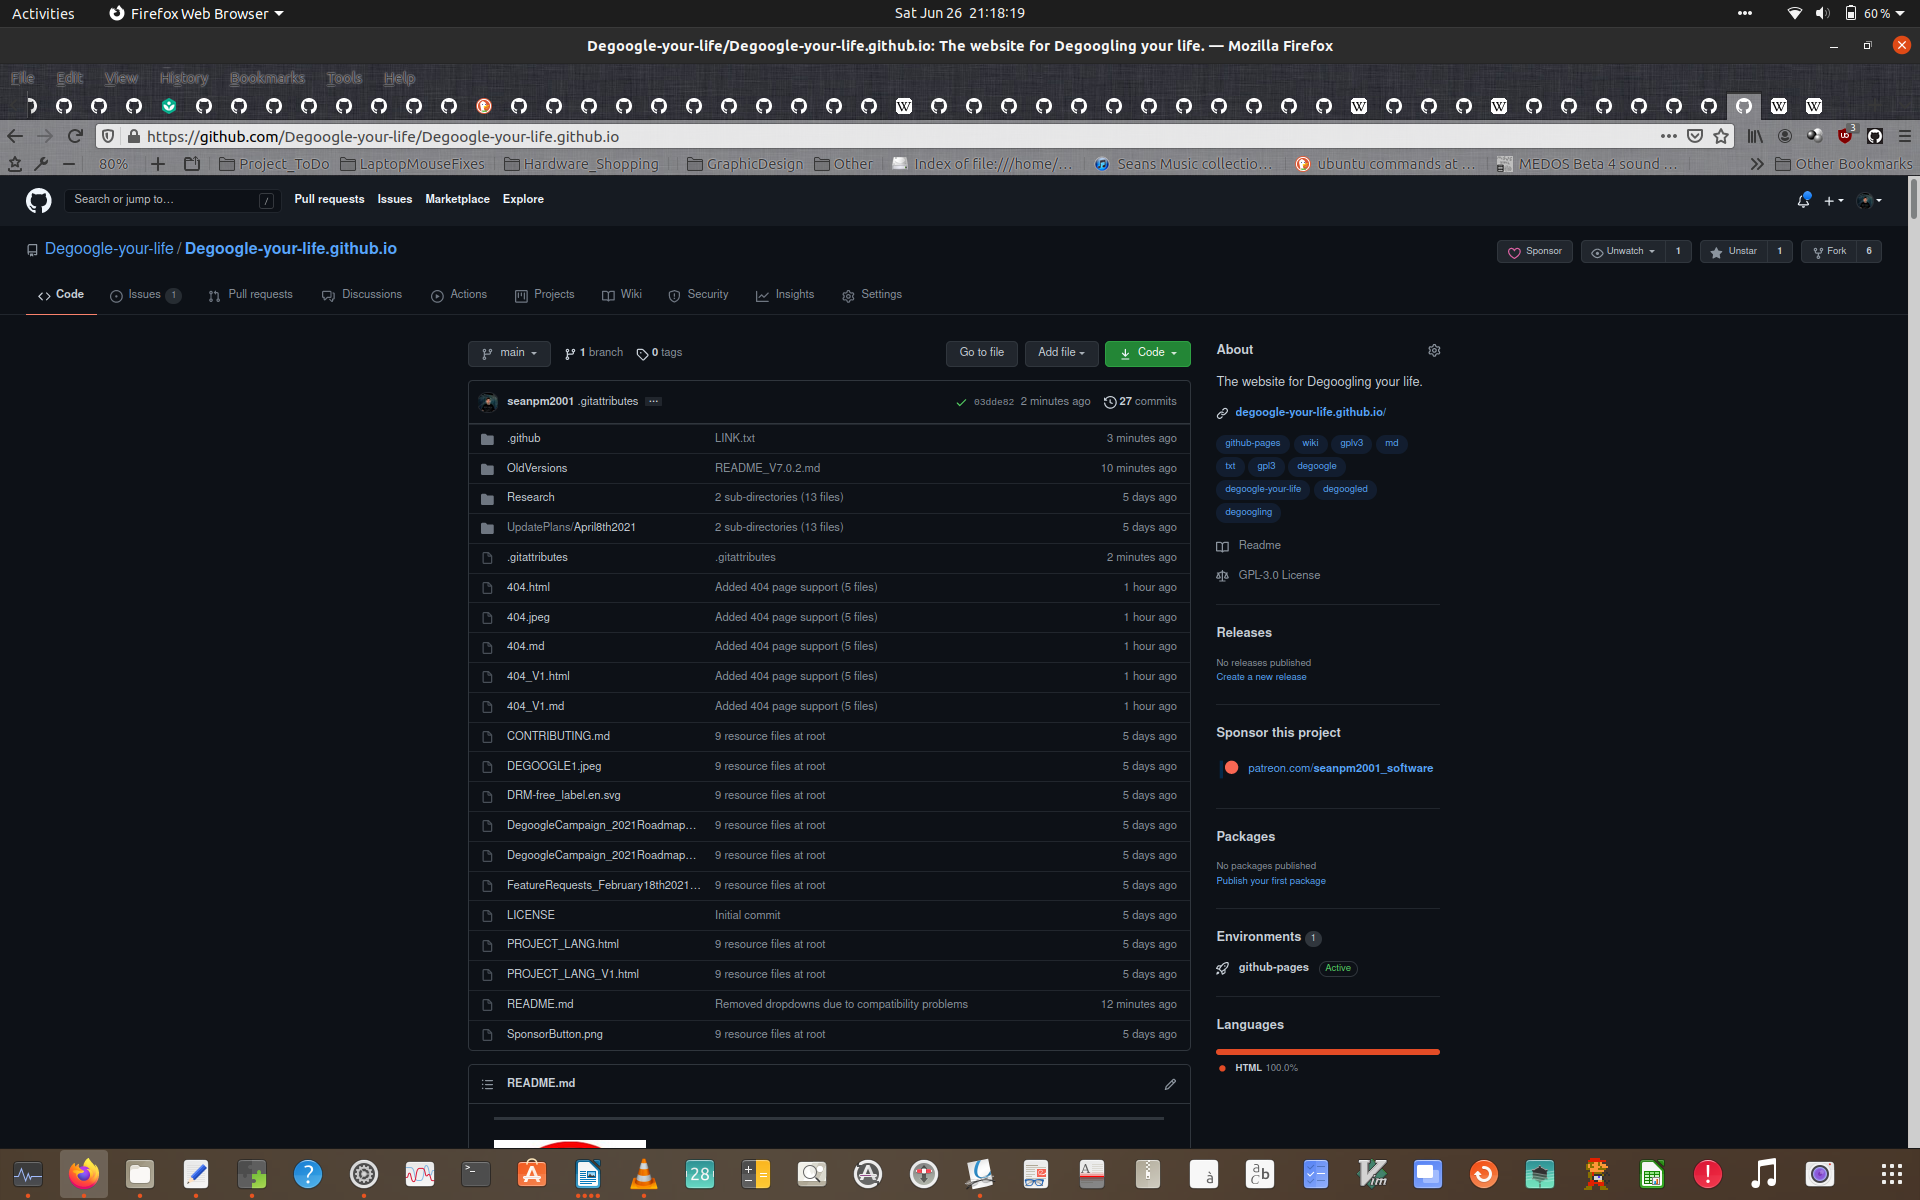 Activities Firefox Web Browser Sat Jun 26 21:18:19 60 %
Degoogle-your-life/Degoogle-your-life.github.io: The website for Degoogling your life. — Mozilla Firefox
File Edit View History Bookmarks Tools Help
https://github.com/Degoogle-your-life/Degoogle-your-life.github.io 3
80% Project_ToDo LaptopMouseFixes Hardware_Shopping GraphicDesign Other Index of file:///home/... Seans Music collectio... ubuntu commands at ... MEDOS Beta 4 sound ... Other Bookmarks
Search or jump to... / Pull requests Issues Marketplace Explore
Degoogle-your-life / Degoogle-your-life.github.io Sponsor Unwatch 1 Unstar 1 Fork 6
Code Issues 1 Pull requests Discussions Actions Projects Wiki Security Insights Settings
main 1 branch 0 tags Go to file Add file Code
seanpm2001 .gitattributes ... 03dde82 2 minutes ago 27 commits
.github LINK.txt 3 minutes ago
OldVersions README_V7.0.2.md 10 minutes ago
Research 2 sub-directories (13 files) 5 days ago
UpdatePlans/April8th2021 2 sub-directories (13 files) 5 days ago
.gitattributes .gitattributes 2 minutes ago
404.html Added 404 page support (5 files) 1 hour ago
404.jpeg Added 404 page support (5 files) 1 hour ago
404.md Added 404 page support (5 files) 1 hour ago
404_V1.html Added 404 page support (5 files) 1 hour ago
404_V1.md Added 404 page support (5 files) 1 hour ago
CONTRIBUTING.md 9 resource files at root 5 days ago
DEGOOGLE1.jpeg 9 resource files at root 5 days ago
DRM-free_label.en.svg 9 resource files at root 5 days ago
DegoogleCampaign_2021Roadmap... 9 resource files at root 5 days ago
DegoogleCampaign_2021Roadmap... 9 resource files at root 5 days ago
FeatureRequests_February18th2021... 9 resource files at root 5 days ago
LICENSE Initial commit 5 days ago
PROJECT_LANG.html 9 resource files at root 5 days ago
PROJECT_LANG_V1.html 9 resource files at root 5 days ago
README.md Removed dropdowns due to compatibility problems 12 minutes ago
SponsorButton.png 9 resource files at root 5 days ago
README.md
About
The website for Degoogling your life.
degoogle-your-life.github.io/
github-pages wiki gplv3 md
txt gpl3 degoogle
degoogle-your-life degoogled
degoogling
Readme
GPL-3.0 License
Releases
No releases published
Create a new release
Sponsor this project
patreon.com/seanpm2001_software
Packages
No packages published
Publish your first package
Environments 1
github-pages Active
Languages
HTML 100.0%
28